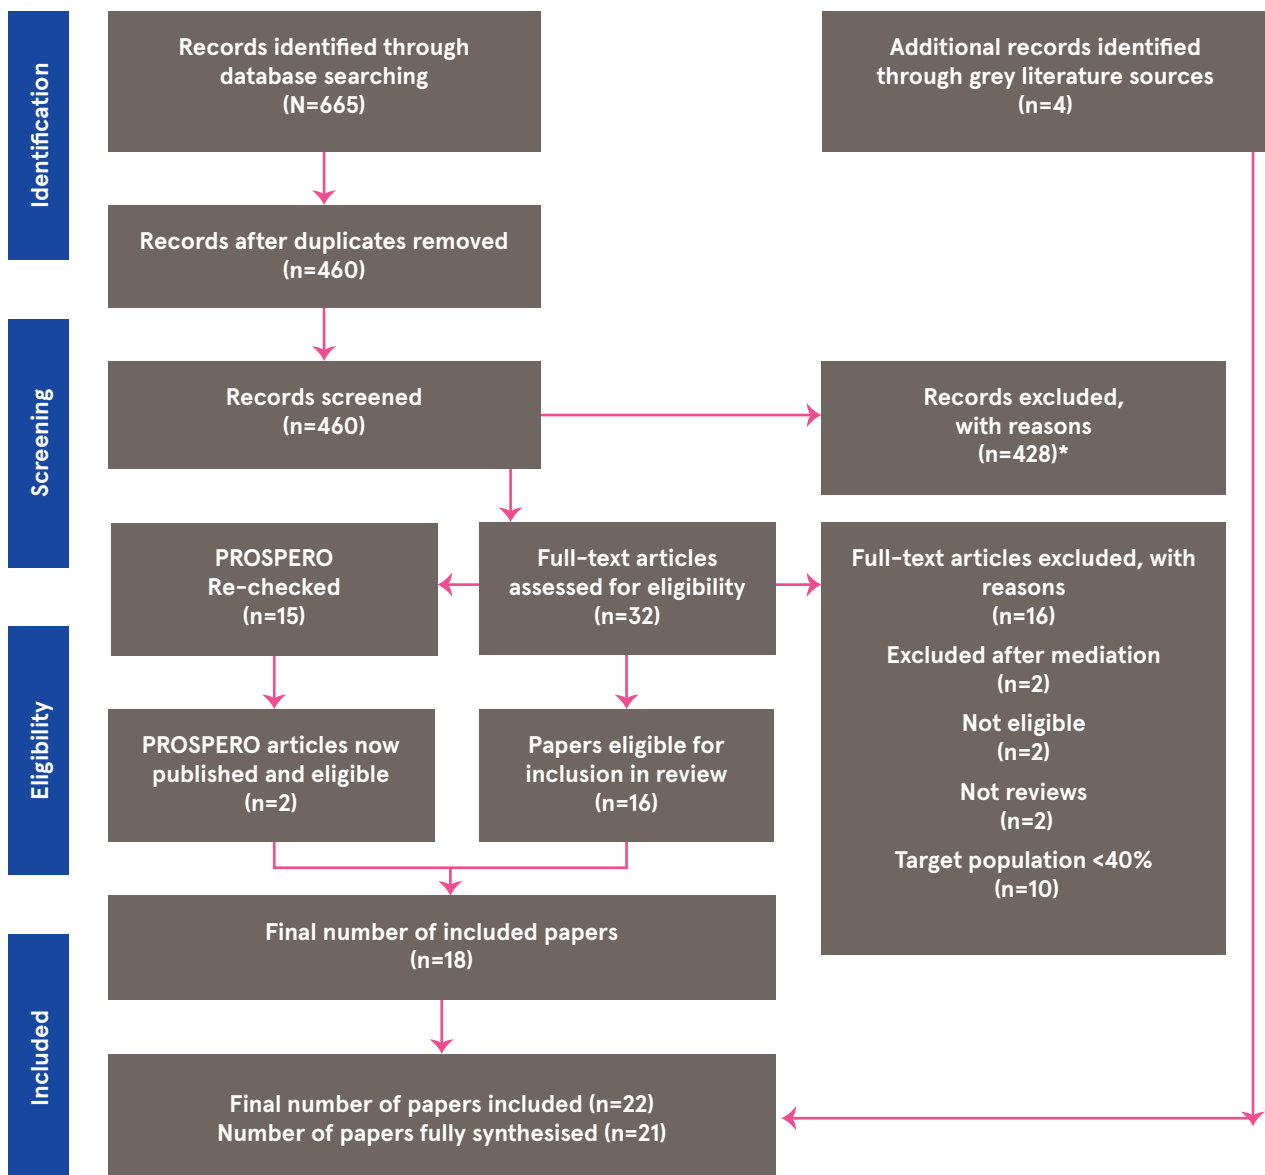 Identification
Records identified through
database searching
(N=665)
Additional records identified
through grey literature sources
(n=4)
Records after duplicates removed
(n=460)
Screening
Records screened
(n=460)
Records excluded,
with reasons
(n=428)*
PROSPERO
Re-checked
(n=15)
Full-text articles
assessed for eligibility
(n=32)
Full-text articles excluded, with
reasons
(n=16)
Excluded after mediation
(n=2)
Not eligible
(n=2)
Not reviews
(n=2)
Target population <40%
(n=10)
Eligibility
PROSPERO articles now
published and eligible
(n=2)
Papers eligible for
inclusion in review
(n=16)
Final number of included papers
(n=18)
Included
Final number of papers included (n=22)
Number of papers fully synthesised (n=21)